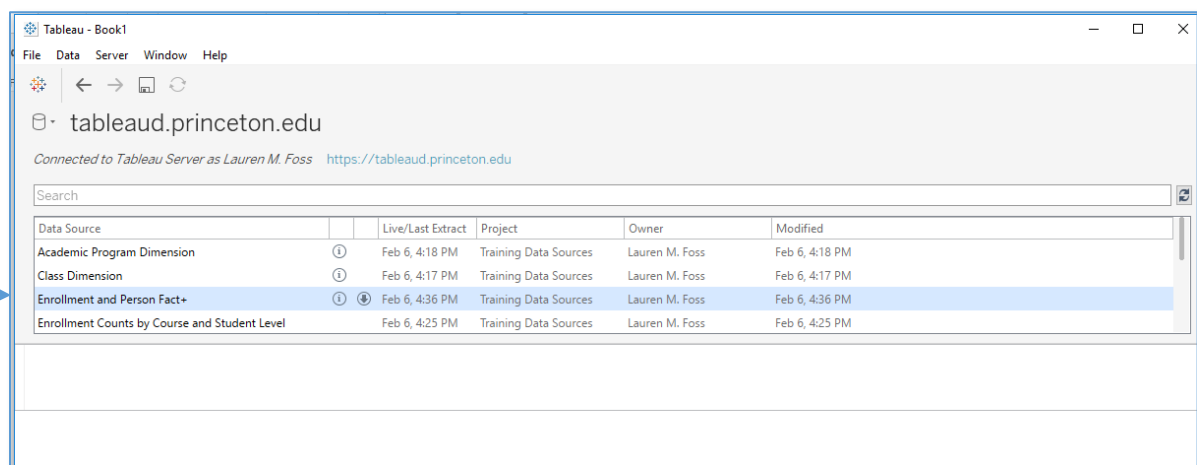 Tableau - Book1
File Data Server Window Help
tableaud.princeton.edu
Connected to Tableau Server as Lauren M. Foss https://tableaud.princeton.edu
Search
Data Source Live/Last Extract Project Owner Modified
Academic Program Dimension Feb 6, 4:18 PM Training Data Sources Lauren M. Foss Feb 6, 4:18 PM
Class Dimension Feb 6, 4:17 PM Training Data Sources Lauren M. Foss Feb 6, 4:17 PM
Enrollment and Person Fact+ Feb 6, 4:36 PM Training Data Sources Lauren M. Foss Feb 6, 4:36 PM
Enrollment Counts by Course and Student Level Feb 6, 4:25 PM Training Data Sources Lauren M. Foss Feb 6, 4:25 PM